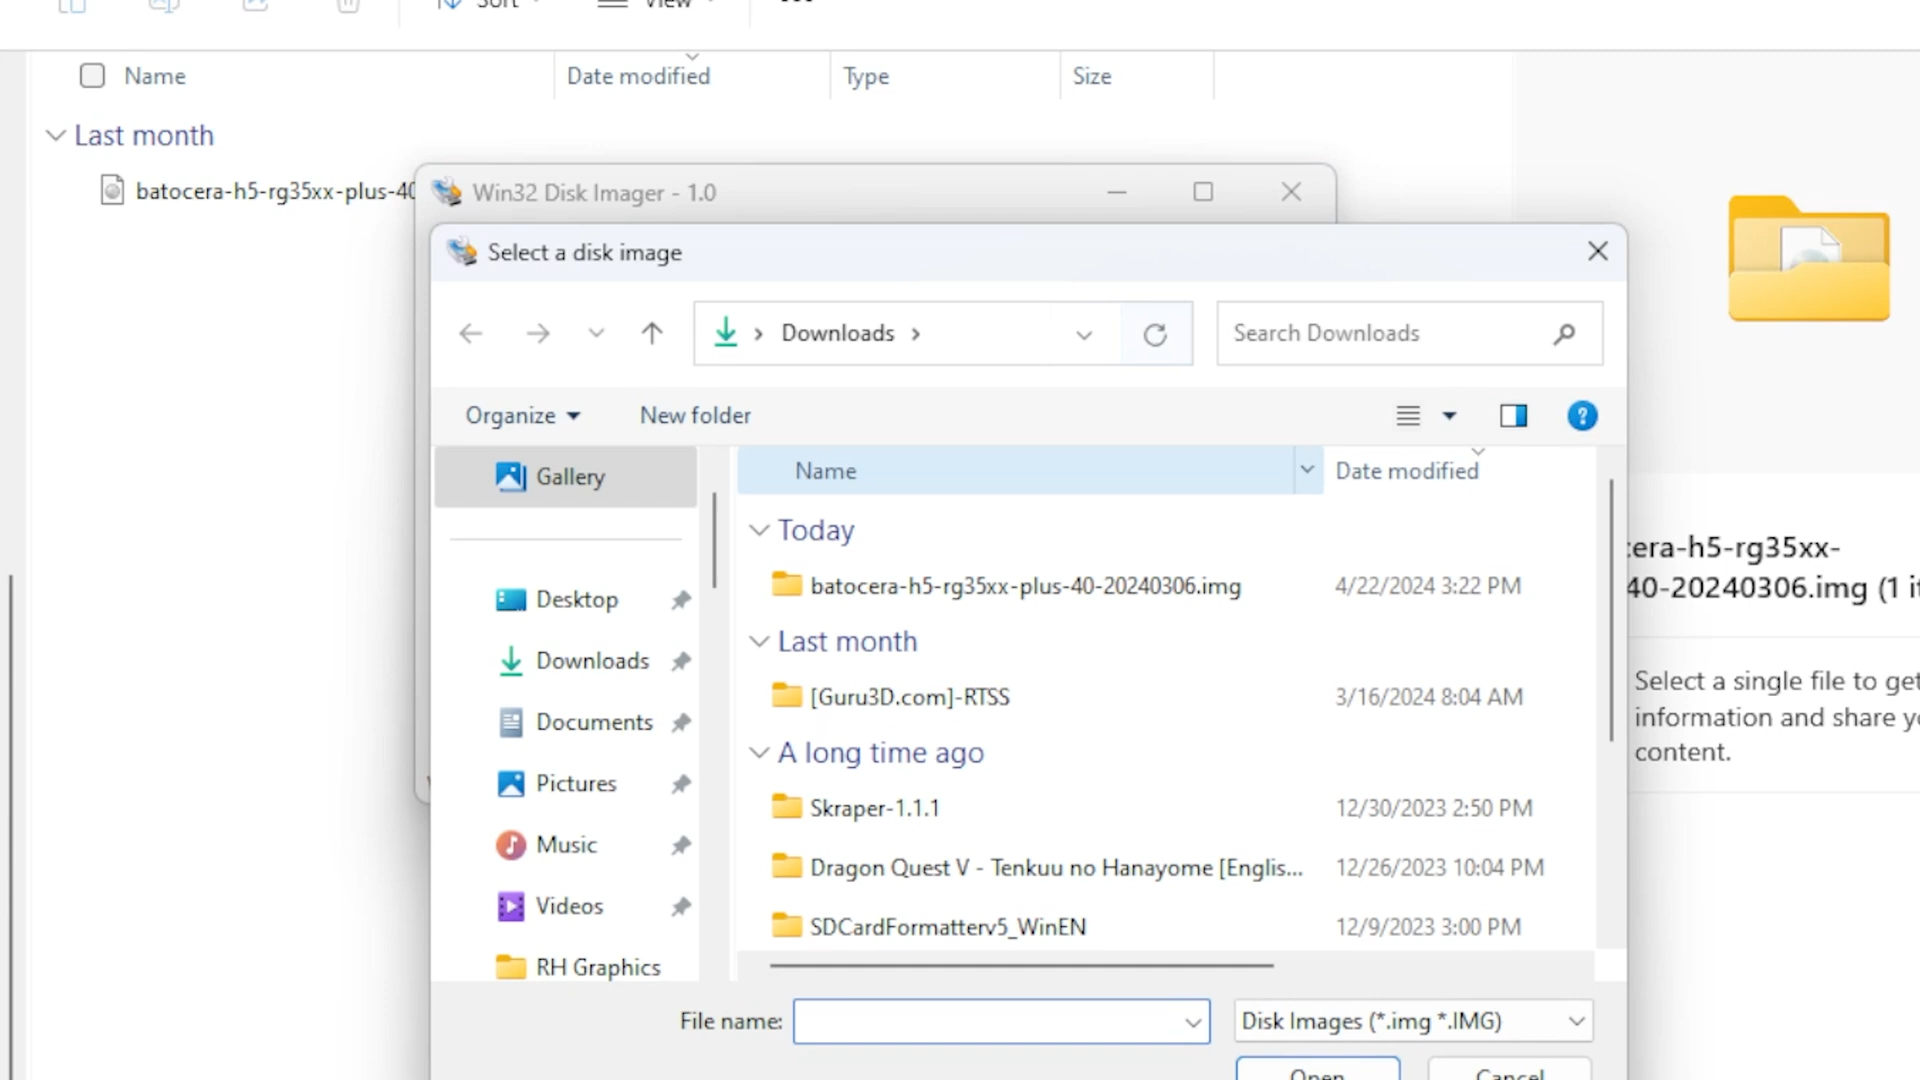 Sort
View
Name
Date modified
Type
Size
Last month
batocera-h5-rg35xx-plus-40
Win32 Disk Imager - 1.0
Select a disk image
Downloads
Search Downloads
Organize
New folder
Gallery
Name
Date modified
Today
batocera-h5-rg35xx-plus-40-20240306.img
4/22/2024 3:22 PM
Last month
[Guru3D.com]-RTSS
3/16/2024 8:04 AM
A long time ago
Skraper-1.1.1
12/30/2023 2:50 PM
Dragon Quest V - Tenkuu no Hanayome [Englis...
12/26/2023 10:04 PM
SDCardFormatterv5_WinEN
12/9/2023 3:00 PM
Desktop
Downloads
Documents
Pictures
Music
Videos
RH Graphics
File name:
Disk Images (*.img *.IMG)
Open
Cancel
cera-h5-rg35xx-
40-20240306.img (1 it
Select a single file to get
information and share yo
content.